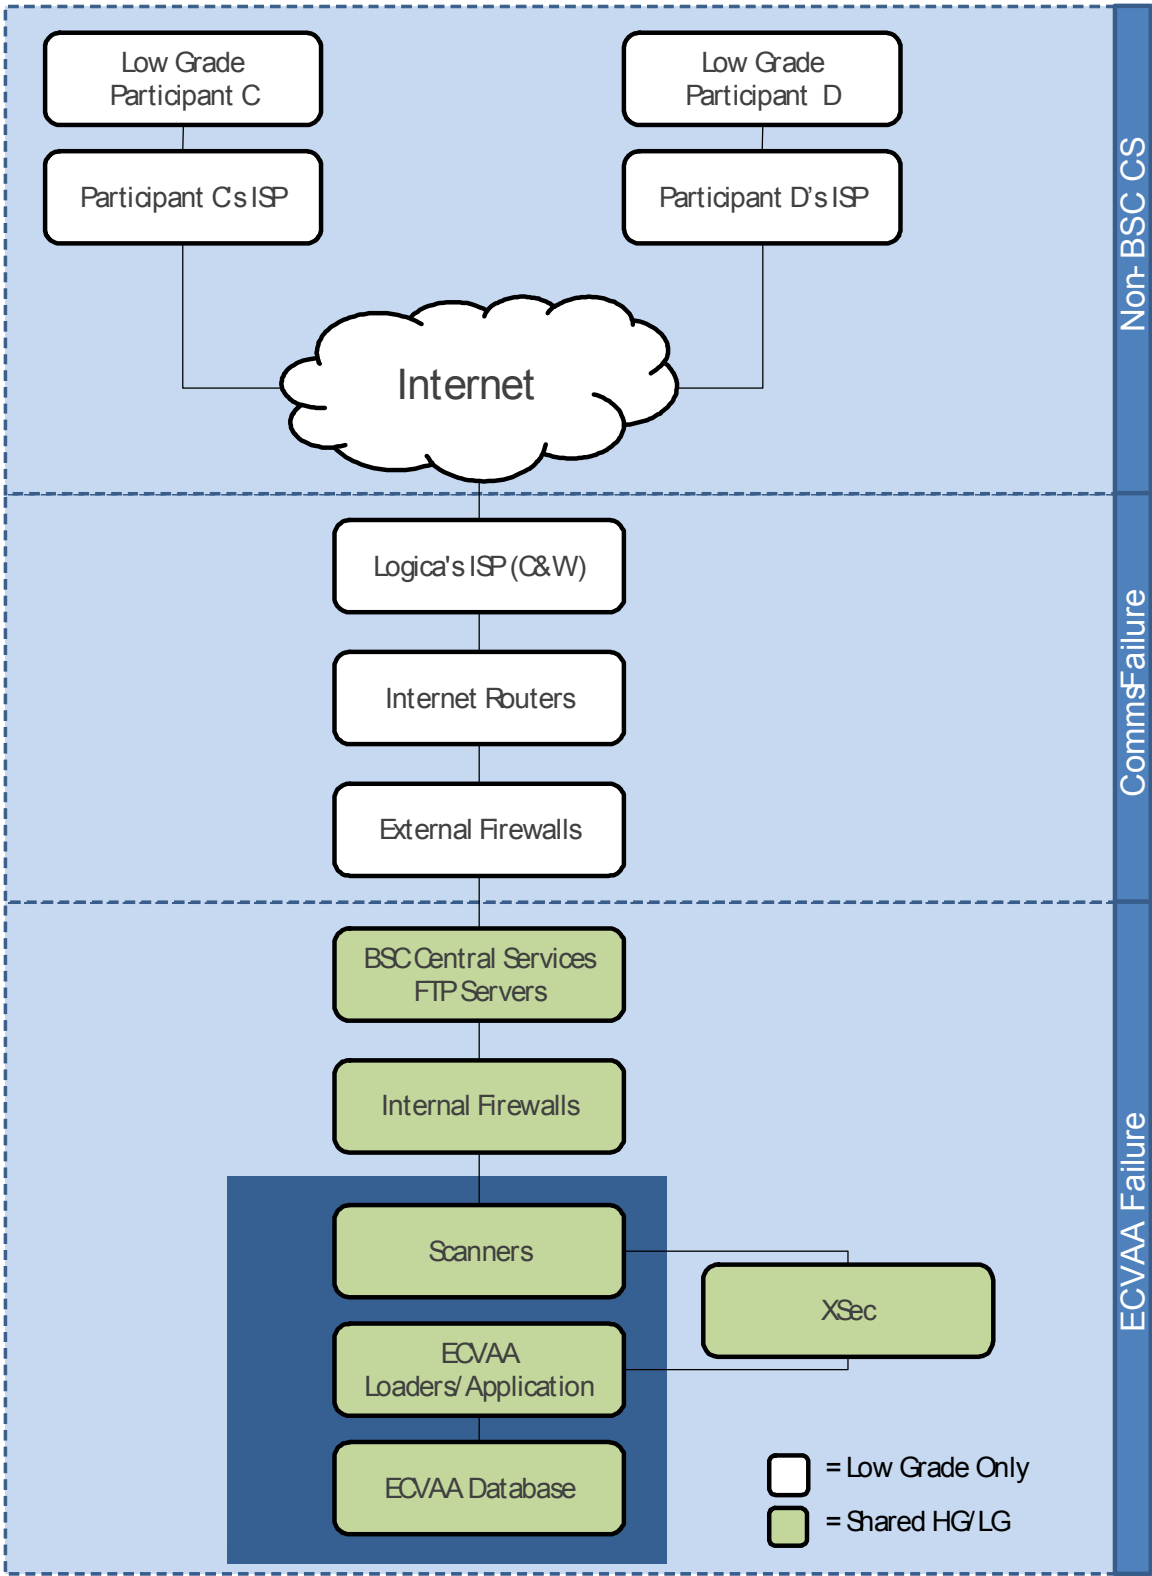 Low Grade
Participant C
Low Grade
Participant D
Participant C's ISP
Participant D's ISP
Internet
Non-BSC CS
Logica's ISP (C&W)
Internet Routers
External Firewalls
Comms Failure
BSC Central Services
FTP Servers
Internal Firewalls
Scanners
XSec
ECVAA
Loaders/Application
ECVAA Database
ECVAA Failure
= Low Grade Only
= Shared HG/LG